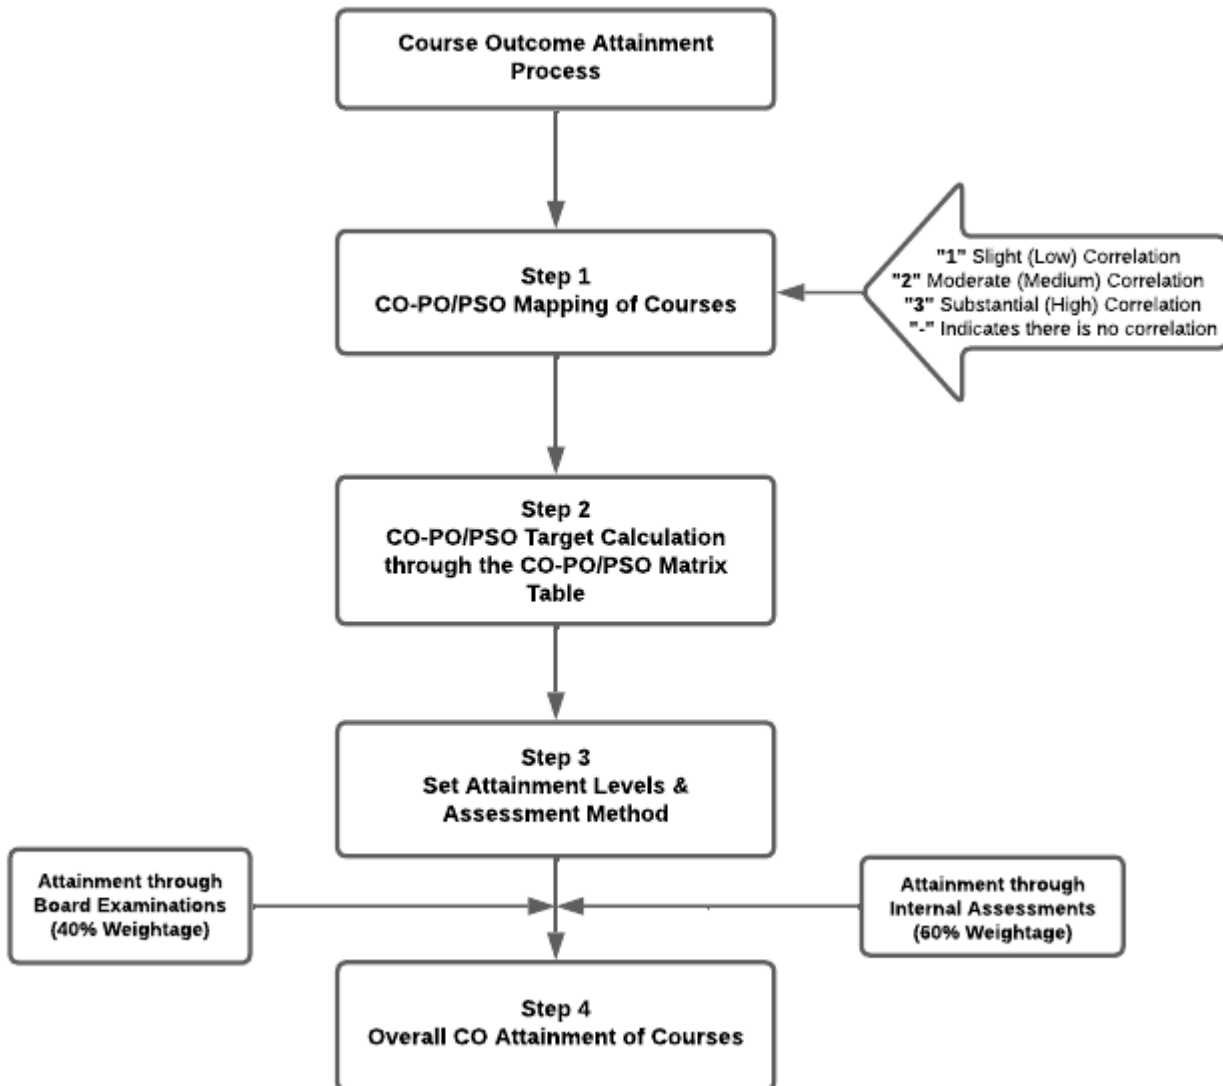 Course Outcome Attainment
Process
Step 1
CO-PO/PSO Mapping of Courses
"1" Slight (Low) Correlation
"2" Moderate (Medium) Correlation
"3" Substantial (High) Correlation
"-" Indicates there is no correlation
Step 2
CO-PO/PSO Target Calculation
through the CO-PO/PSO Matrix
Table
Step 3
Set Attainment Levels &
Assessment Method
Attainment through
Board Examinations
(40% Weightage)
Attainment through
Internal Assessments
(60% Weightage)
Step 4
Overall CO Attainment of Courses